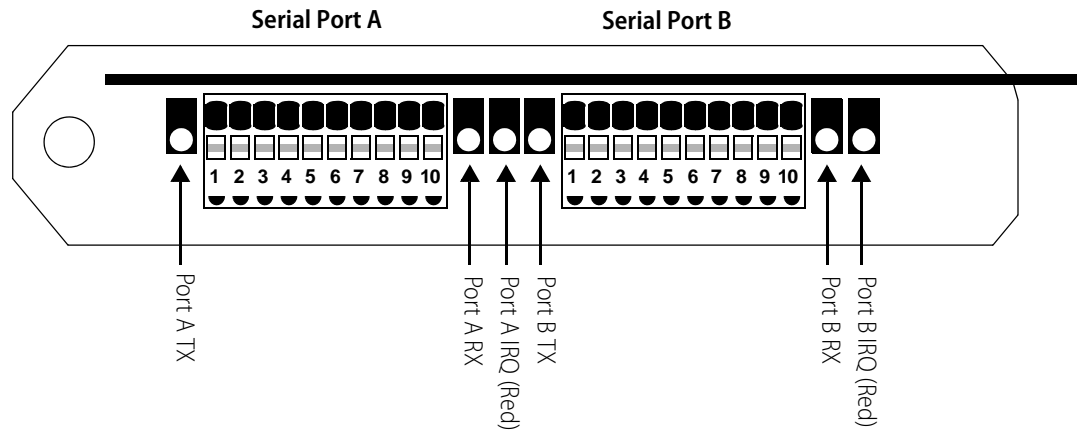 Serial Port A
Serial Port B
1 2 3 4 5 6 7 8 9 10
1 2 3 4 5 6 7 8 9 10
Port A TX
Port A RX
Port A IRQ (Red)
Port B TX
Port B RX
Port B IRQ (Red)